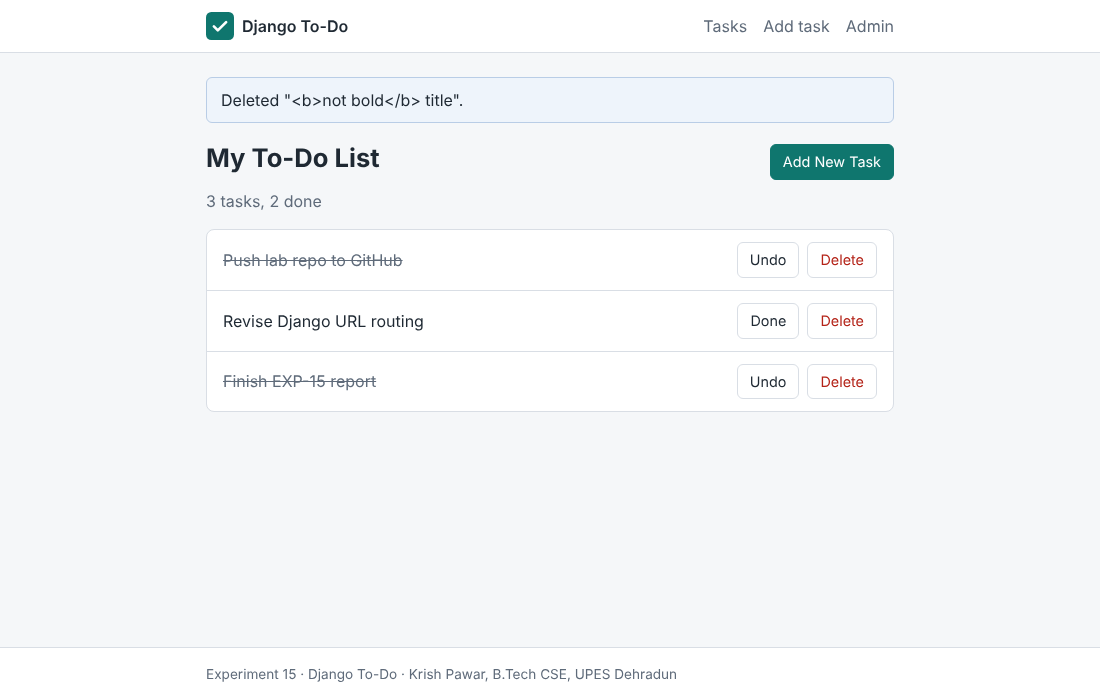 Django To-Do
Tasks Add task Admin
Deleted "<b>not bold</b> title".
My To-Do List
Add New Task
3 tasks, 2 done
Push lab repo to GitHub Undo Delete
Revise Django URL routing Done Delete
Finish EXP-15 report Undo Delete
Experiment 15 · Django To-Do · Krish Pawar, B.Tech CSE, UPES Dehradun